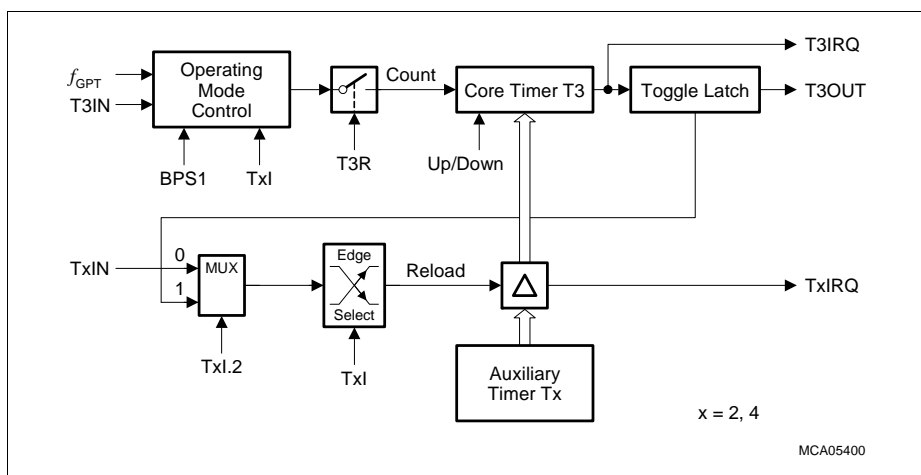 f GPT
T3IN
Operating
Mode
Control
BPS1
TxI
T3R
Count
Core Timer T3
Up/Down
Toggle Latch
T3IRQ
T3OUT
TxIN
0
1
MUX
TxI.2
Edge
Select
TxI
Reload
Δ
TxIRQ
Auxiliary
Timer Tx
x = 2, 4
MCA05400